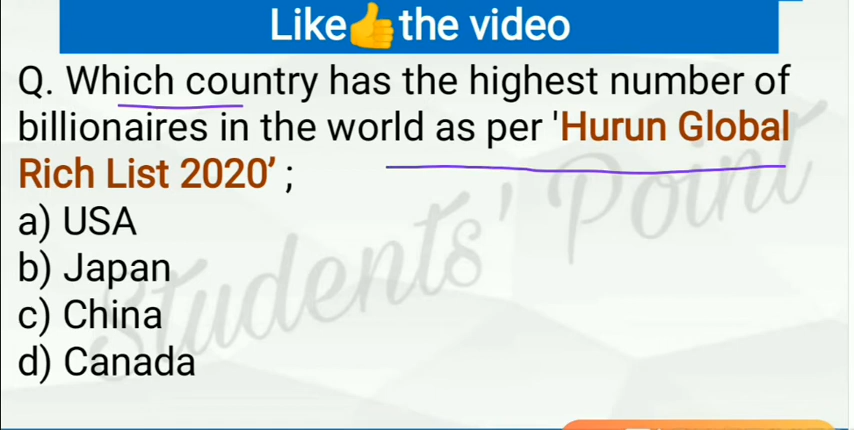 Like👍the video
Q. Which country has the highest number of
billionaires in the world as per 'Hurun Global
Rich List 2020’ ;
a) USA
b) Japan
c) China
d) Canada
Students' Point